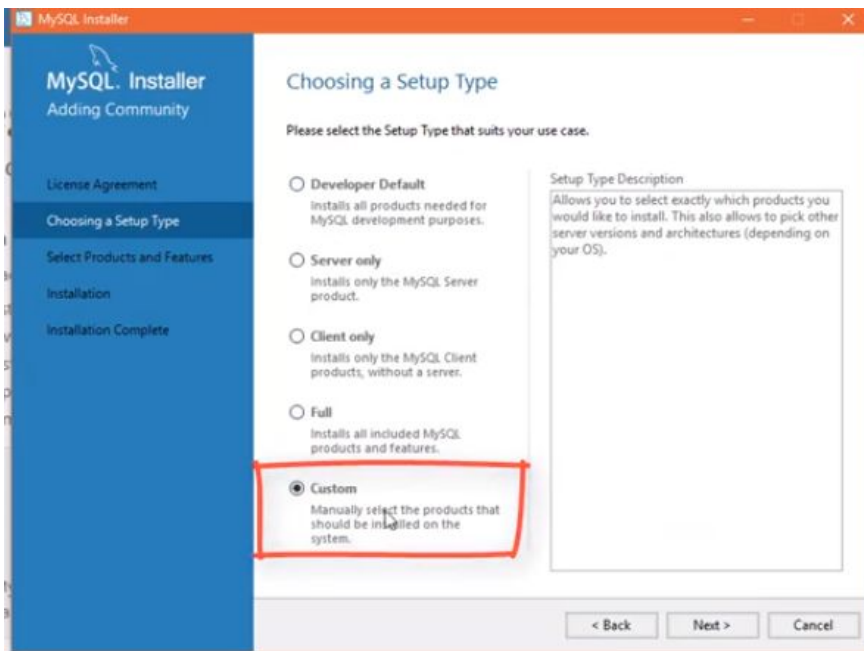 MySQL Installer
MySQL. Installer
Adding Community
License Agreement
Choosing a Setup Type
Select Products and Features
Installation
Installation Complete
Choosing a Setup Type
Please select the Setup Type that suits your use case.
Developer Default
Installs all products needed for
MySQL development purposes.
Server only
Installs only the MySQL Server
product.
Client only
Installs only the MySQL Client
products, without a server.
Full
Installs all included MySQL
products and features.
Custom
Manually select the products that
should be installed on the
system.
Setup Type Description
Allows you to select exactly which products you
would like to install. This also allows to pick other
server versions and architectures (depending on
your OS).
< Back
Next >
Cancel